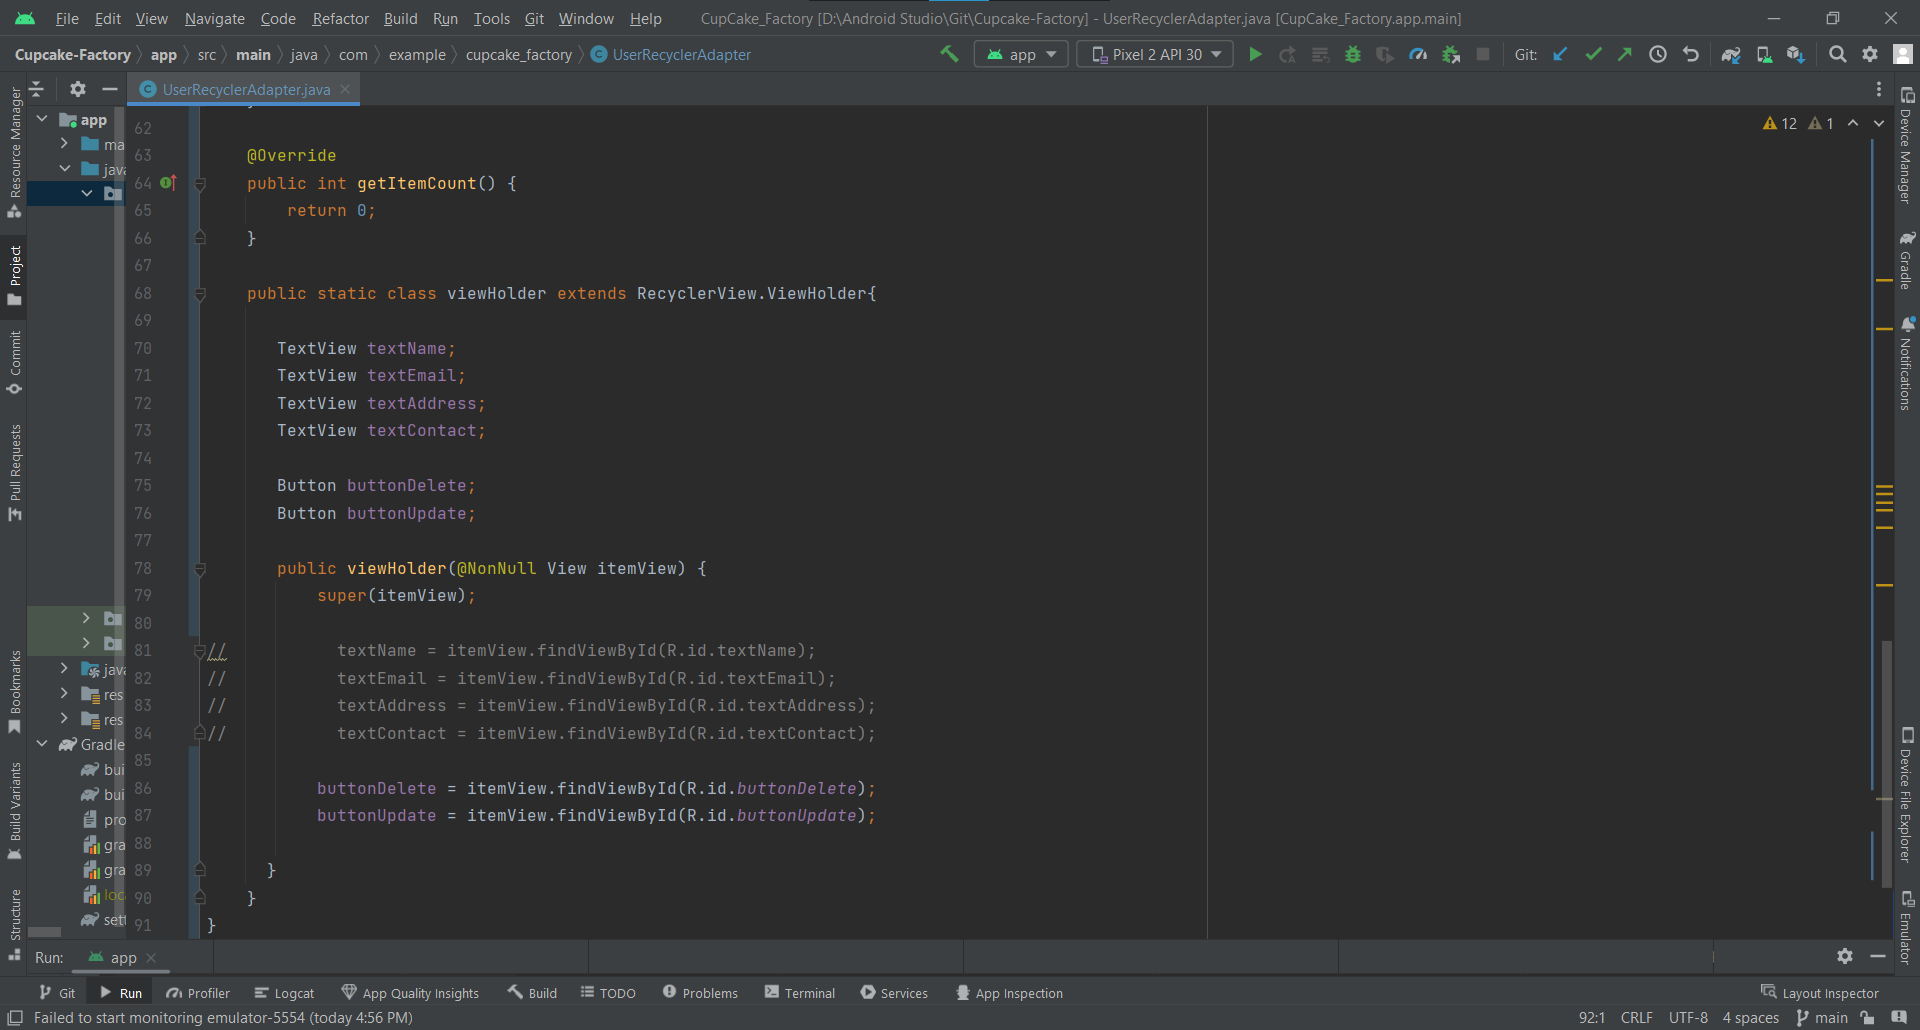 File Edit View Navigate Code Refactor Build Run Tools Git Window Help CupCake_Factory [D:\Android Studio\Git\Cupcake-Factory] - UserRecyclerAdapter.java [CupCake_Factory.app.main]
Cupcake-Factory app src main java com example cupcake_factory UserRecyclerAdapter app Pixel 2 API 30 Git:
UserRecyclerAdapter.java
Resource Manager
Project
Commit
Pull Requests
Bookmarks
Build Variants
Structure
app
ma
java
java
res
res
Gradle
bui
bui
pro
gra
gra
loc
sett
12 1
62
63 @Override
64 public int getItemCount() {
65 return 0;
66 }
67
68 public static class viewHolder extends RecyclerView.ViewHolder{
69
70 TextView textName;
71 TextView textEmail;
72 TextView textAddress;
73 TextView textContact;
74
75 Button buttonDelete;
76 Button buttonUpdate;
77
78 public viewHolder(@NonNull View itemView) {
79 super(itemView);
80
81 // textName = itemView.findViewById(R.id.textName);
82 // textEmail = itemView.findViewById(R.id.textEmail);
83 // textAddress = itemView.findViewById(R.id.textAddress);
84 // textContact = itemView.findViewById(R.id.textContact);
85
86 buttonDelete = itemView.findViewById(R.id.buttonDelete);
87 buttonUpdate = itemView.findViewById(R.id.buttonUpdate);
88
89 }
90 }
91 }
Device Manager
Gradle
Notifications
Device File Explorer
Emulator
Run: app
Git Run Profiler Logcat App Quality Insights Build TODO Problems Terminal Services App Inspection Layout Inspector
Failed to start monitoring emulator-5554 (today 4:56 PM) 92:1 CRLF UTF-8 4 spaces main